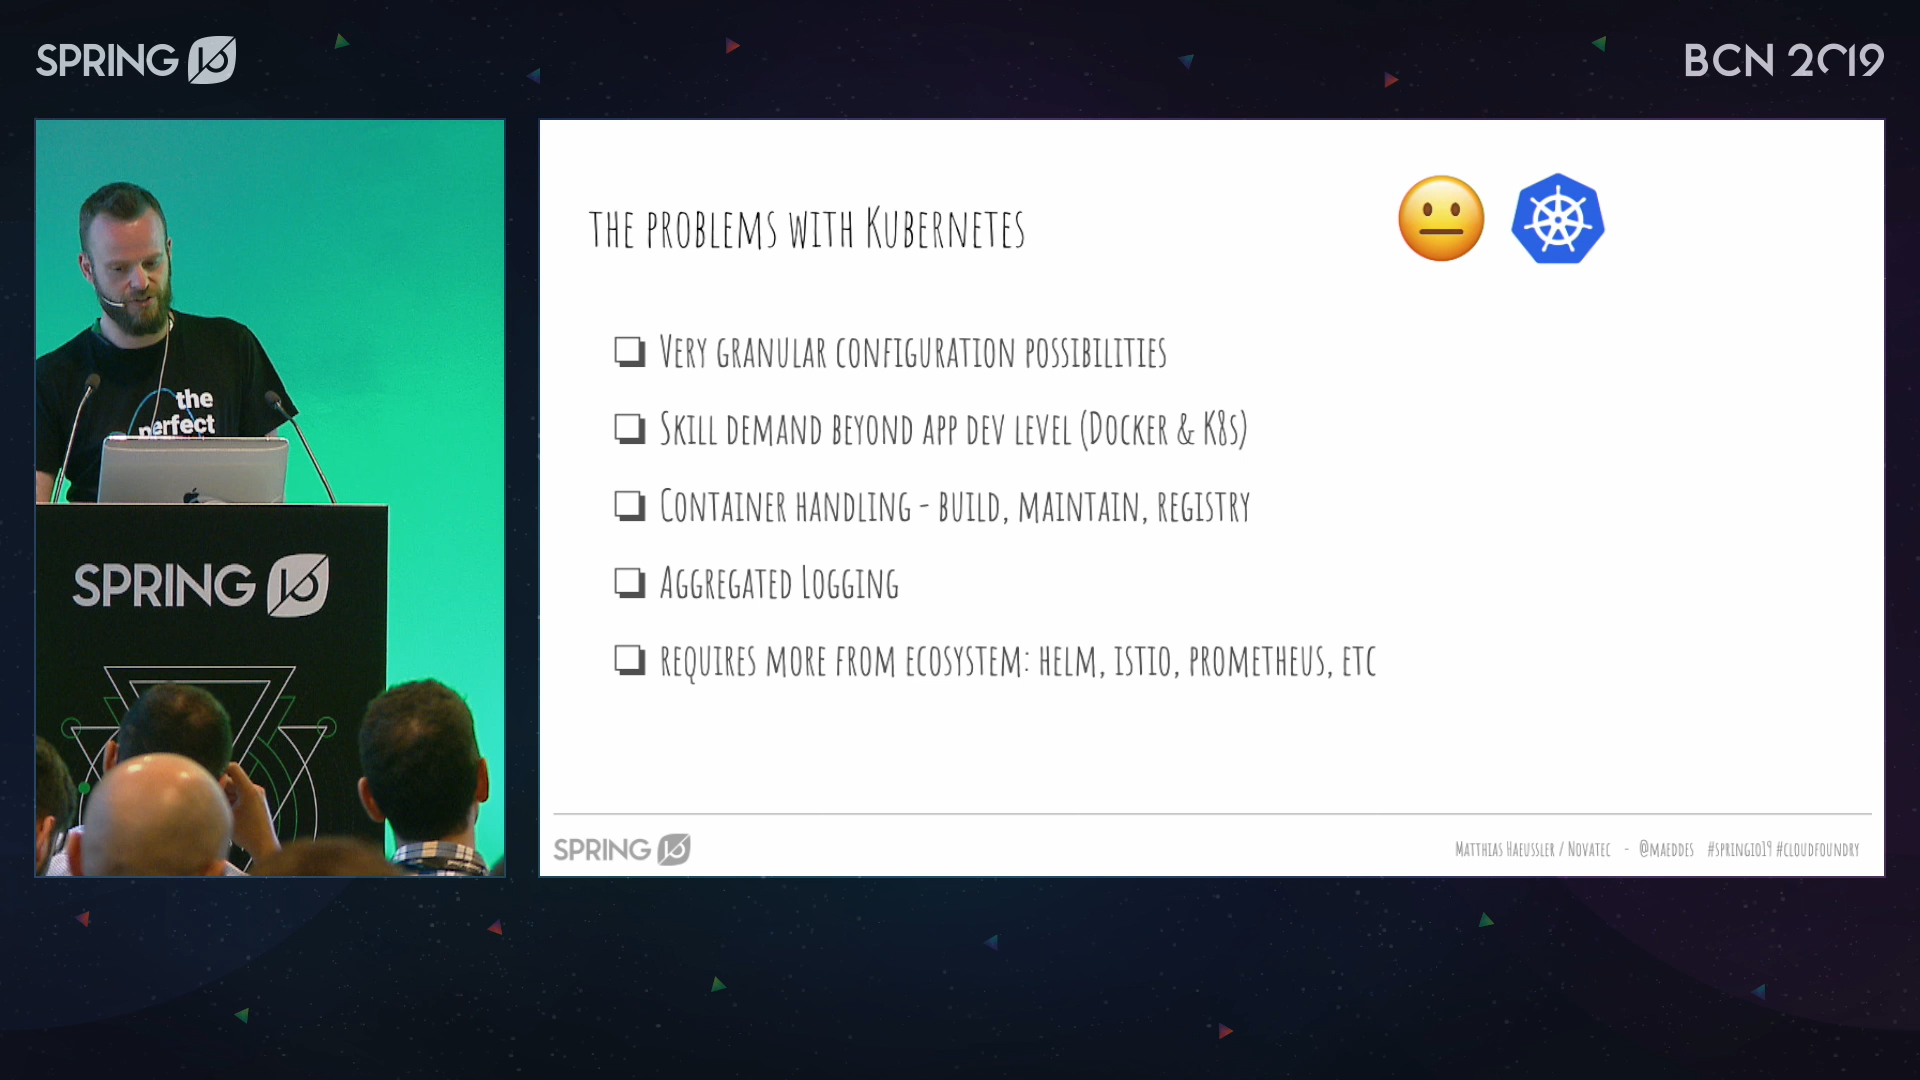 SPRING IO
BCN 2019
the
perfect
SPRING IO
THE PROBLEMS WITH KUBERNETES
VERY GRANULAR CONFIGURATION POSSIBILITIES
SKILL DEMAND BEYOND APP DEV LEVEL (DOCKER & K8S)
CONTAINER HANDLING - BUILD, MAINTAIN, REGISTRY
AGGREGATED LOGGING
REQUIRES MORE FROM ECOSYSTEM: HELM, ISTIO, PROMETHEUS, ETC
SPRING IO
MATTHIAS HAEUSSLER / NOVATEC - @MAEDDES #SPRINGIO19 #CLOUDFOUNDRY